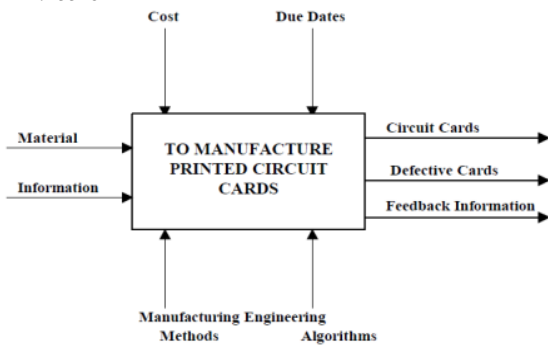 Cost
Due Dates
Material
Information
TO MANUFACTURE
PRINTED CIRCUIT
CARDS
Circuit Cards
Defective Cards
Feedback Information
Manufacturing Engineering
Methods
Algorithms